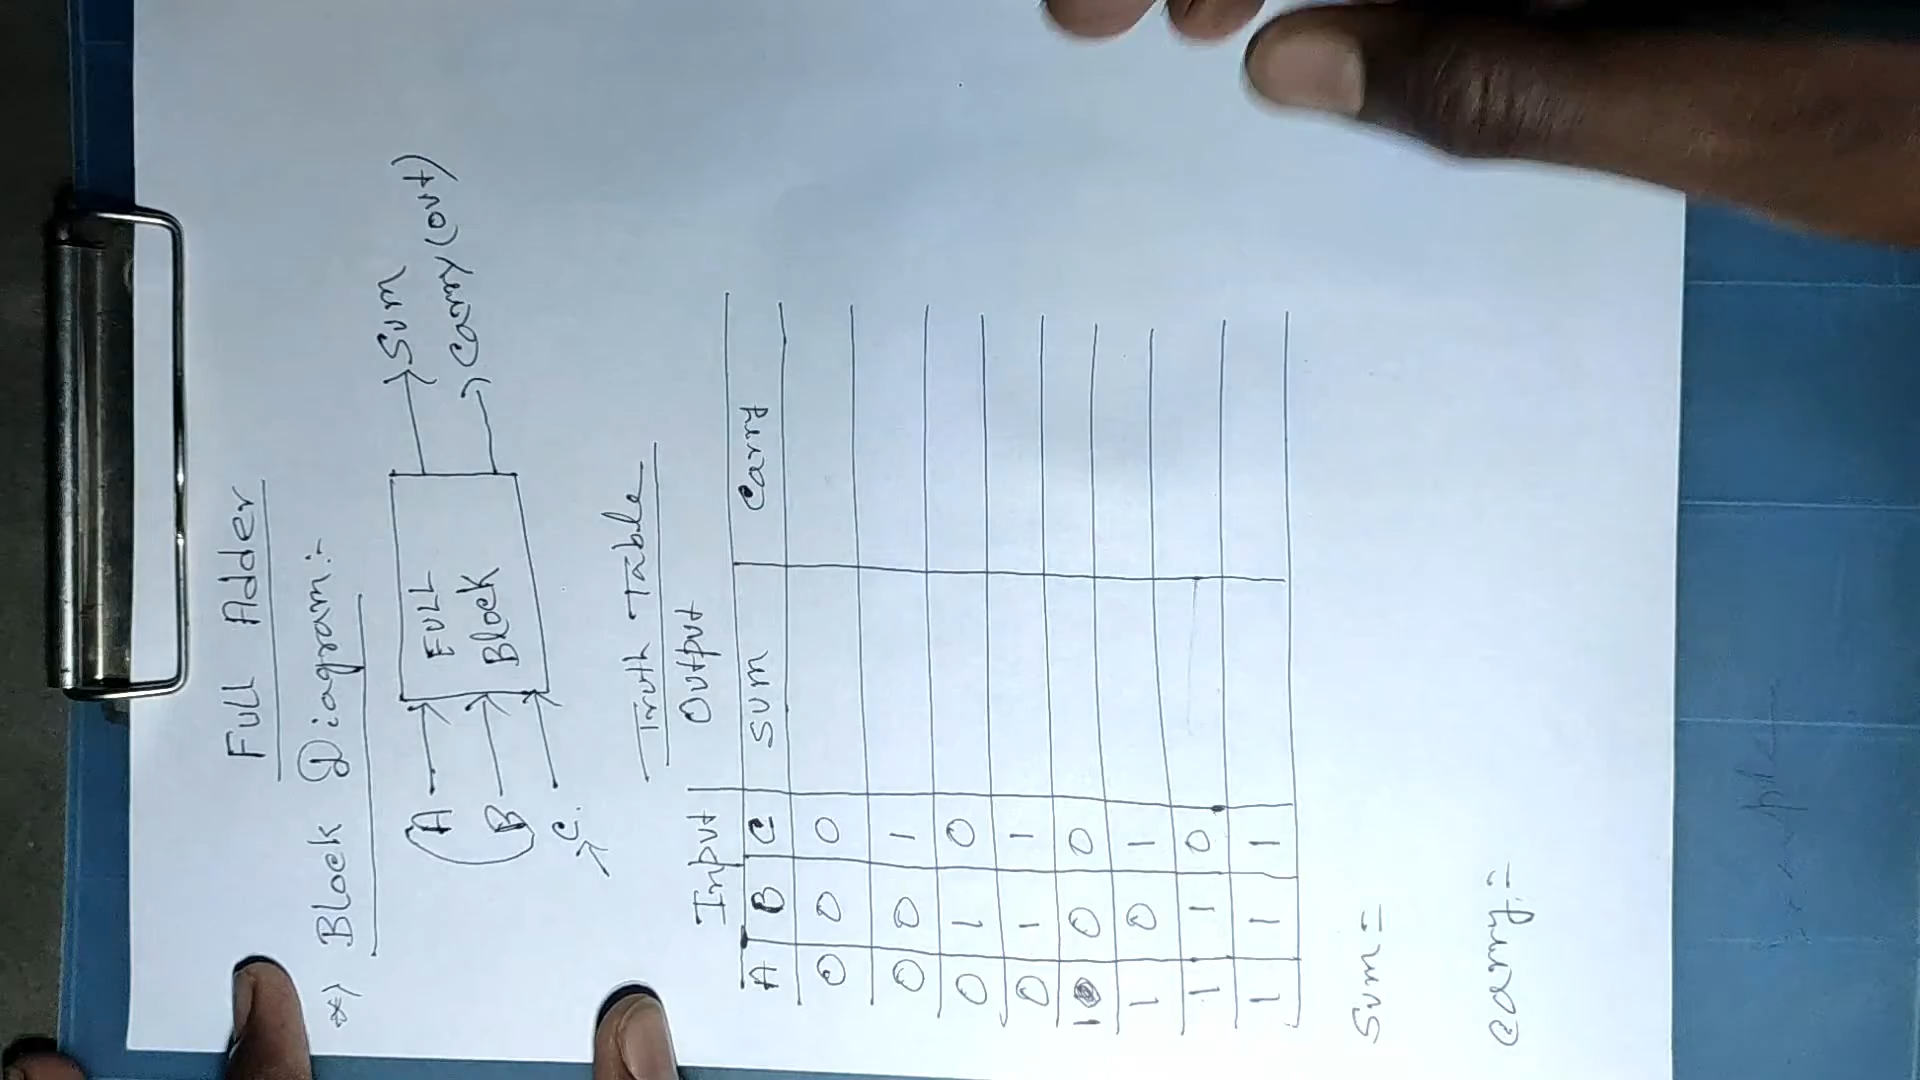 Full Adder
*) Block Diagram:-
A
B
C.
FULL
BLock
Sum
Carry (out)
Truth Table
Input Output
A B C Sum Carry
0 0 0
0 0 1
0 1 0
0 1 1
1 0 0
1 0 1
1 1 0
1 1 1
Sum =
Carry:=